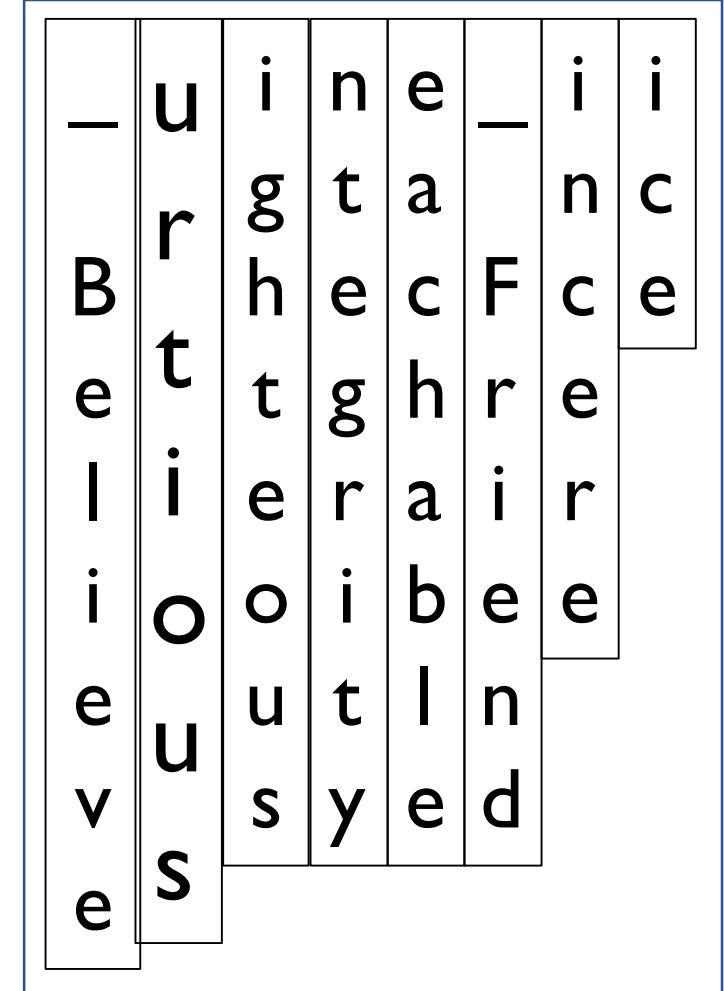 _Believe
urtious
ighteous
ntegrity
eachable
_Friend
incere
ice